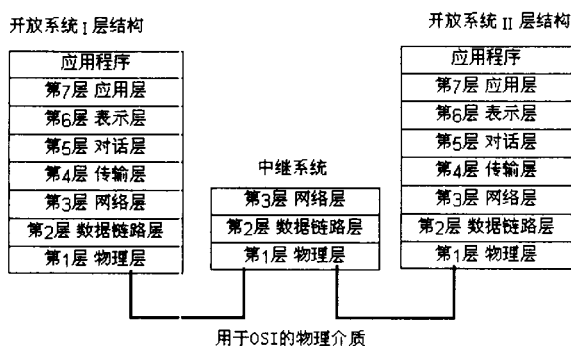 开放系统 I 层结构
应用程序
第7层 应用层
第6层 表示层
第5层 对话层
第4层 传输层
第3层 网络层
第2层 数据链路层
第1层 物理层
中继系统
第3层 网络层
第2层 数据链路层
第1层 物理层
开放系统 II 层结构
应用程序
第7层 应用层
第6层 表示层
第5层 对话层
第4层 传输层
第3层 网络层
第2层 数据链路层
第1层 物理层
用于OSI的物理介质